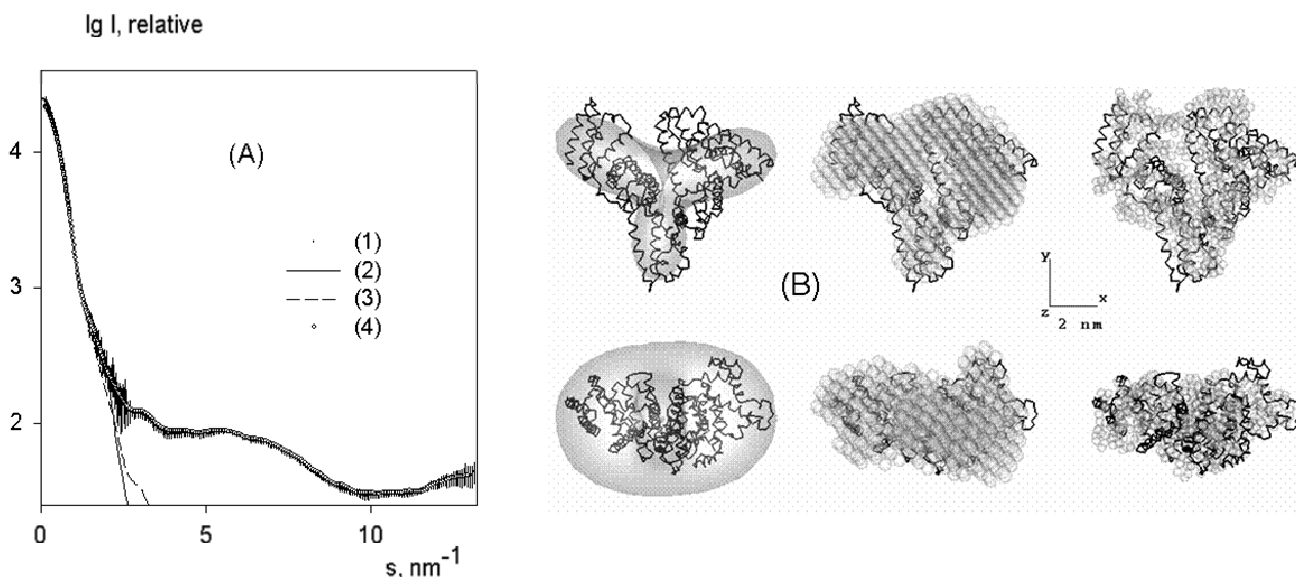 lg I, relative
4
3
2
0 5 10
s, nm⁻¹
(A)
(1)
(2)
(3)
(4)
(B)
y
z x
2 nm